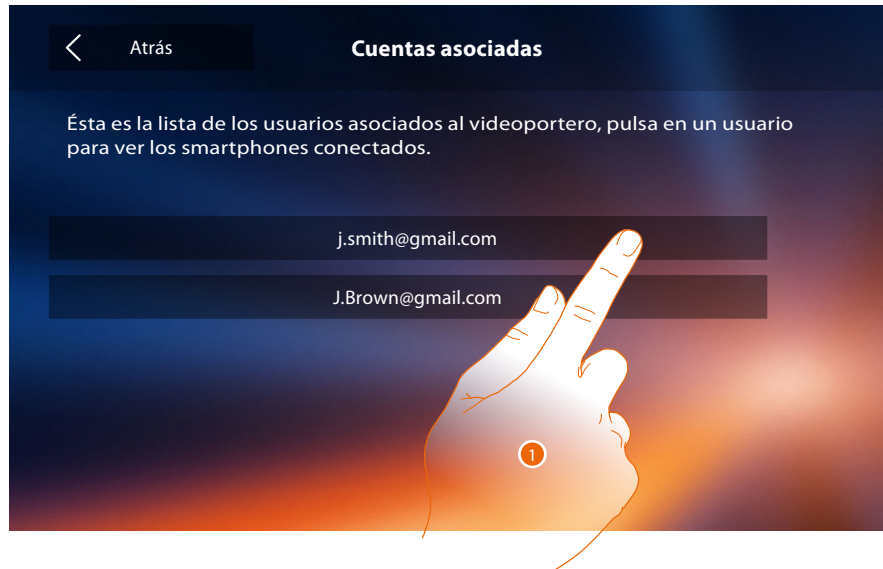 Atrás
Cuentas asociadas
Ésta es la lista de los usuarios asociados al videoportero, pulsa en un usuario
para ver los smartphones conectados.
j.smith@gmail.com
J.Brown@gmail.com
1